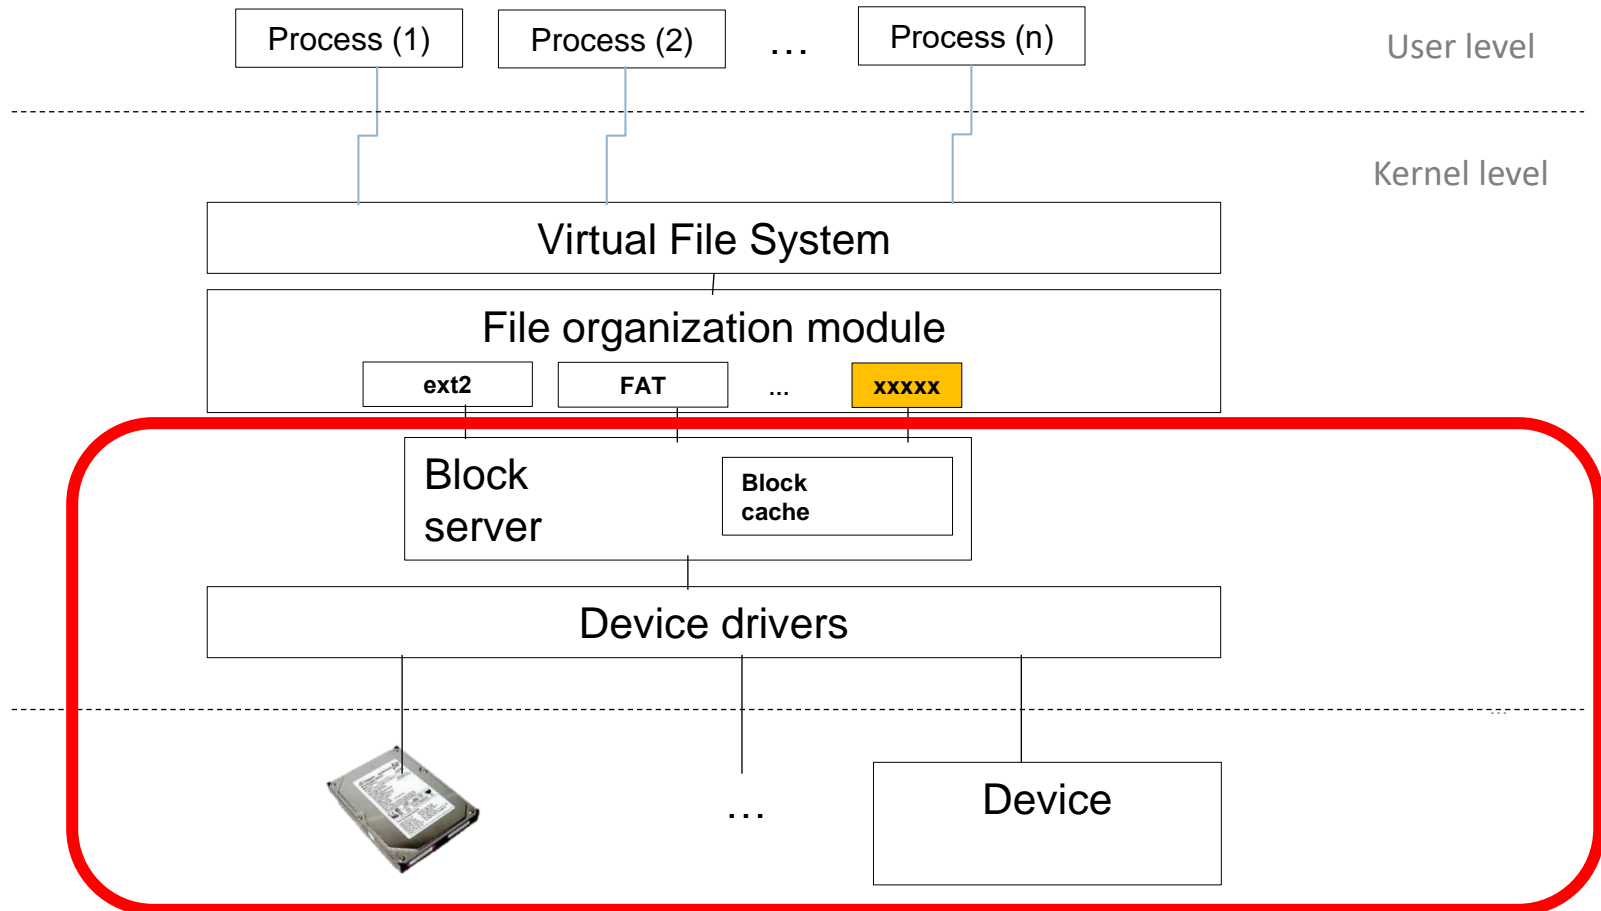 Process (1)
Process (2)
...
Process (n)
User level
Kernel level
Virtual File System
File organization module
ext2
FAT
...
xxxxx
Block
server
Block
cache
Device drivers
...
...
Device